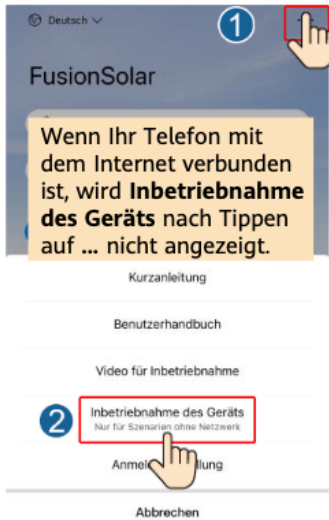 Deutsch
1
FusionSolar
Wenn Ihr Telefon mit
dem Internet verbunden
ist, wird Inbetriebnahme
des Geräts nach Tippen
auf ... nicht angezeigt.
Kurzanleitung
Benutzerhandbuch
Video für Inbetriebnahme
2
Inbetriebnahme des Geräts
Nur für Szenarien ohne Netzwerk
Abbrechen